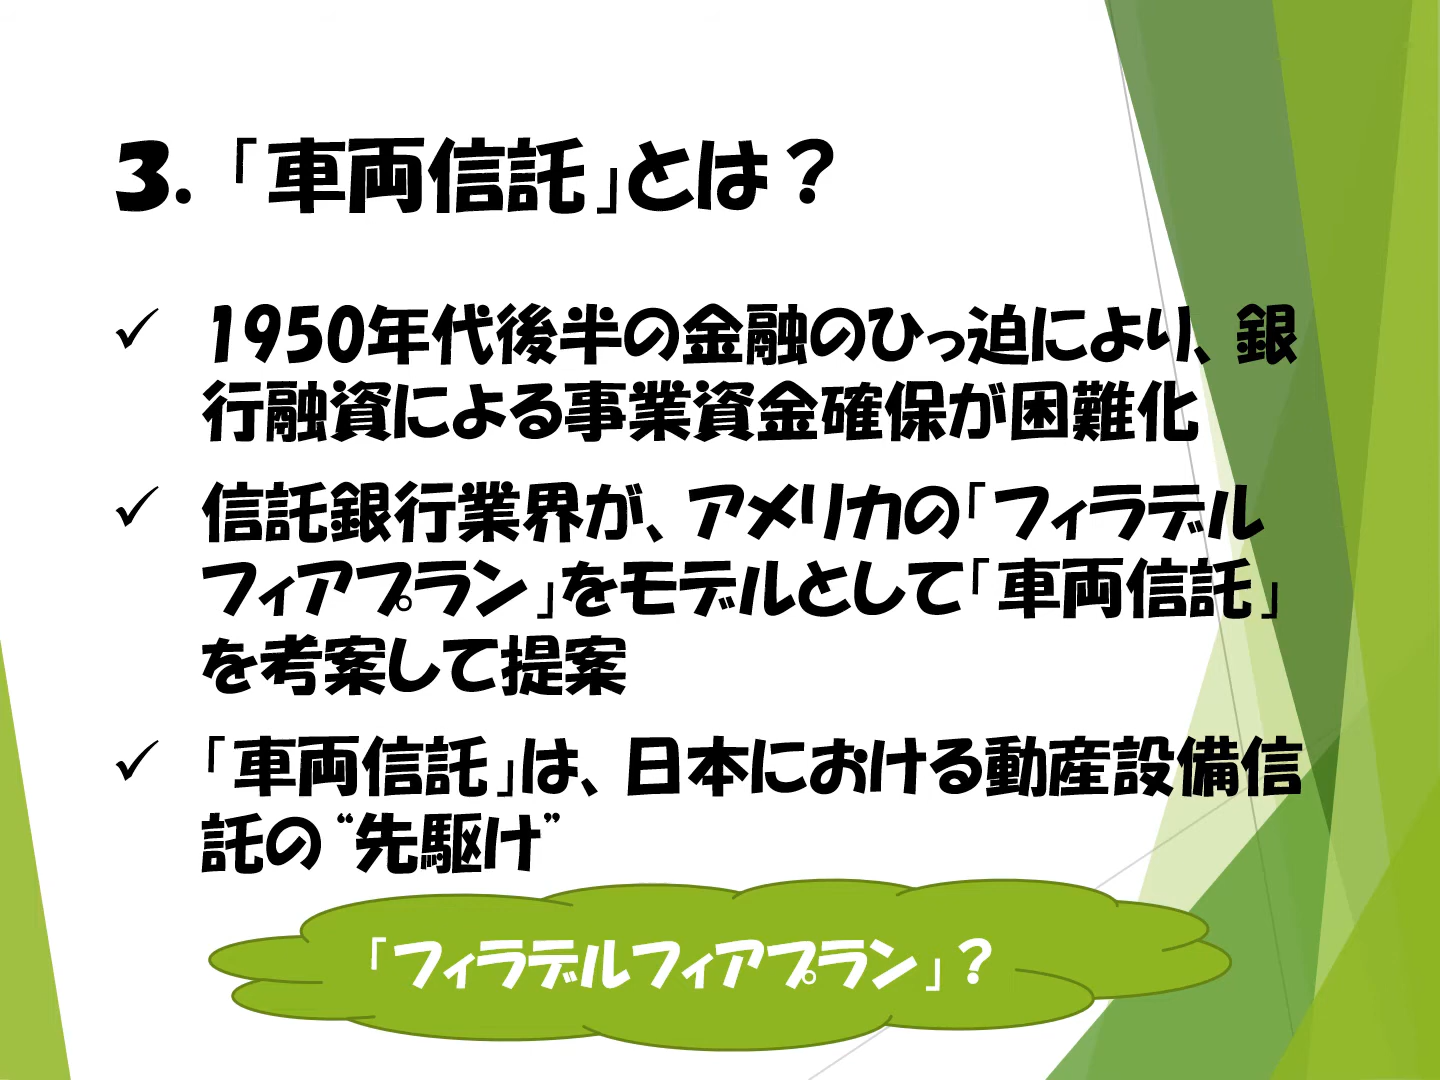 3.「車両信託」とは？
✓ 1950年代後半の金融のひっ迫により、銀
行融資による事業資金確保が困難化
✓ 信託銀行業界が、アメリカの「フィラデル
フィアプラン」をモデルとして「車両信託」
を考案して提案
✓ 「車両信託」は、日本における動産設備信
託の“先駆け”
「フィラデルフィアプラン」？